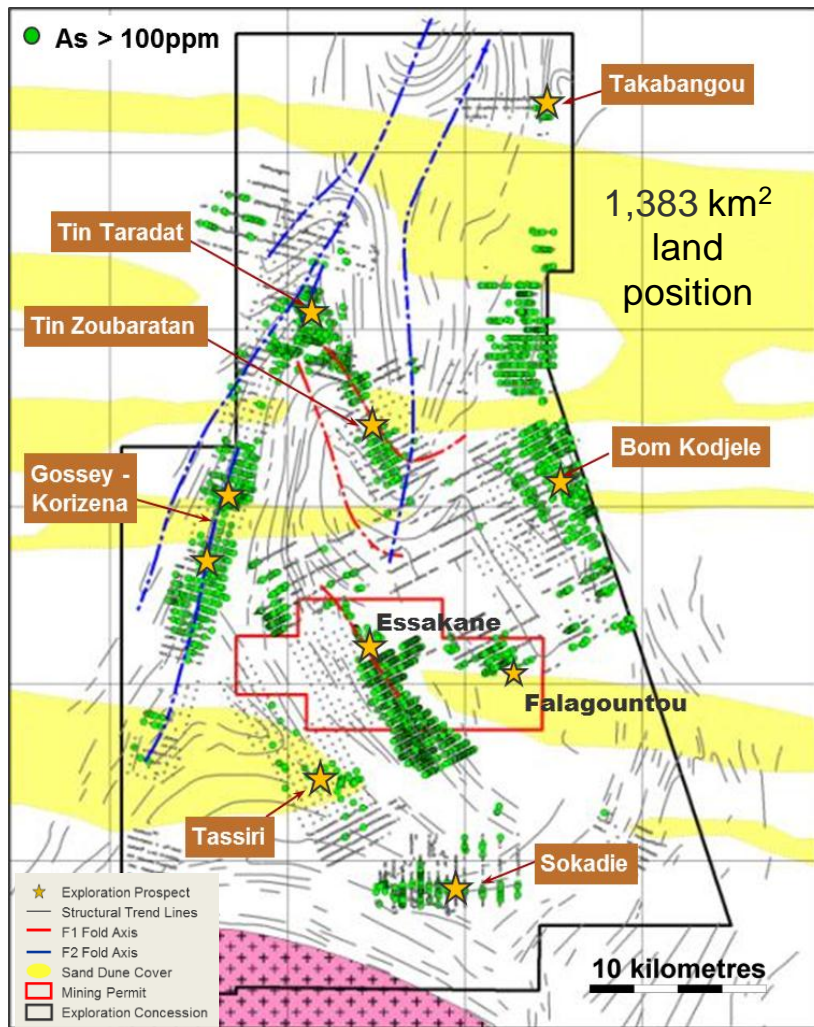 As > 100ppm
Takabangou
1,383 km²
land
position
Tin Taradat
Tin Zoubaratan
Bom Kodjele
Gossey -
Korizena
Essakane
Falagountou
Tassiri
Sokadie
Exploration Prospect
Structural Trend Lines
F1 Fold Axis
F2 Fold Axis
Sand Dune Cover
Mining Permit
Exploration Concession
10 kilometres